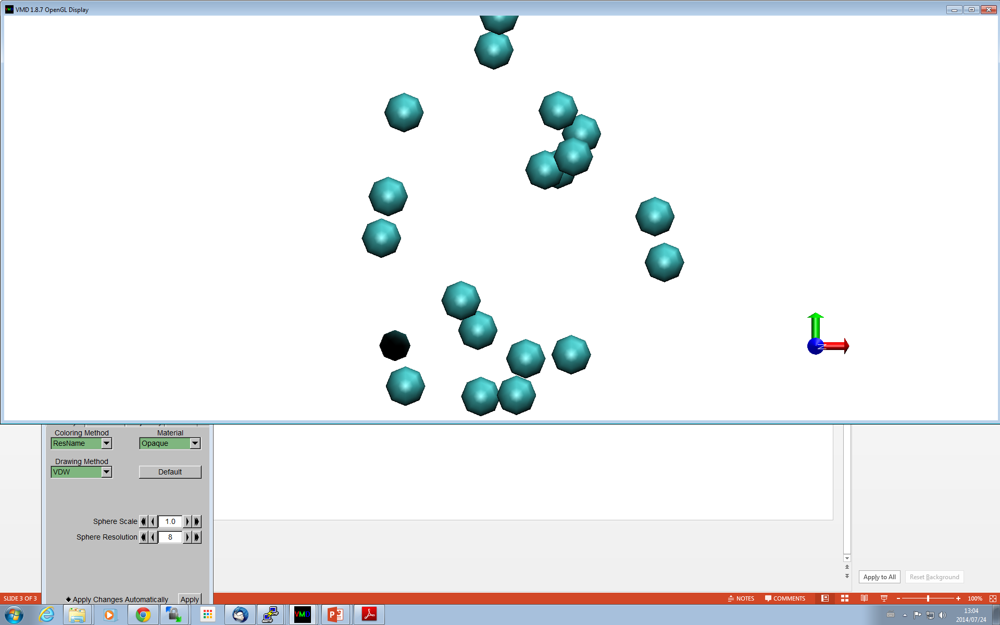 VMD 1.8.7 OpenGL Display
Coloring Method
Material
ResName
Opaque
Drawing Method
VDW
Default
Sphere Scale
1.0
Sphere Resolution
8
Apply to All
Reset Background
Apply Changes Automatically
Apply
SLIDE 3 OF 3
NOTES
COMMENTS
100%
VMD
13:04
2014/07/24